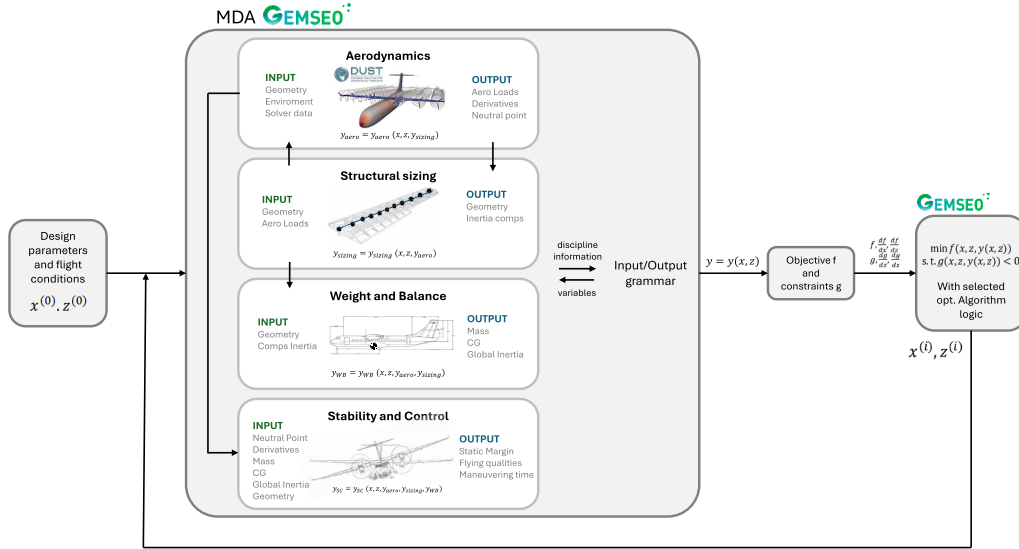 MDA GEMSEO
Aerodynamics
DUST
INPUT
Geometry
Enviroment
Solver data
OUTPUT
Aero Loads
Derivatives
Neutral point
y_aero = y_aero (x, z, y_sizing)
Structural sizing
INPUT
Geometry
Aero Loads
OUTPUT
Geometry
Inertia comps
y_sizing = y_sizing (x, z, y_aero)
Weight and Balance
INPUT
Geometry
Comps Inertia
OUTPUT
Mass
CG
Global Inertia
y_WB = y_WB (x, z, y_aero, y_sizing)
Stability and Control
INPUT
Neutral Point
Derivatives
Mass
CG
Global Inertia
Geometry
OUTPUT
Static Margin
Flying qualities
Maneuvering time
y_SC = y_SC (x, z, y_aero, y_sizing, y_WB)
Design
parameters
and flight
conditions
x^(0), z^(0)
discipline
information
variables
Input/Output
grammar
y = y(x, z)
Objective f
and
constraints g
f, df/dx, df/dz
g, dg/dx, dg/dz
GEMSEO
min f(x, z, y(x, z))
s. t. g(x, z, y(x, z)) < 0
With selected
opt. Algorithm
logic
x^(i), z^(i)